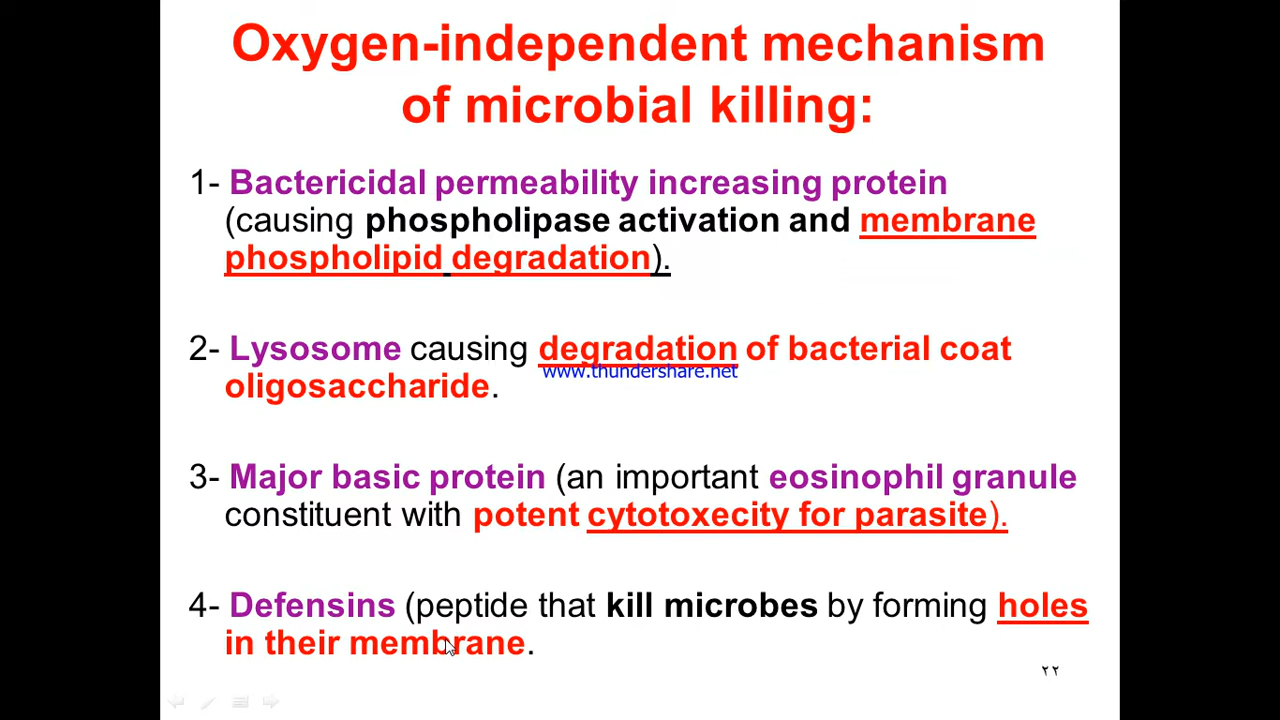 Oxygen-independent mechanism
of microbial killing:
1- Bactericidal permeability increasing protein
(causing phospholipase activation and membrane
phospholipid degradation).
2- Lysosome causing degradation of bacterial coat
www.thundershare.net
oligosaccharide.
3- Major basic protein (an important eosinophil granule
constituent with potent cytotoxecity for parasite).
4- Defensins (peptide that kill microbes by forming holes
in their membrane.
٢٢